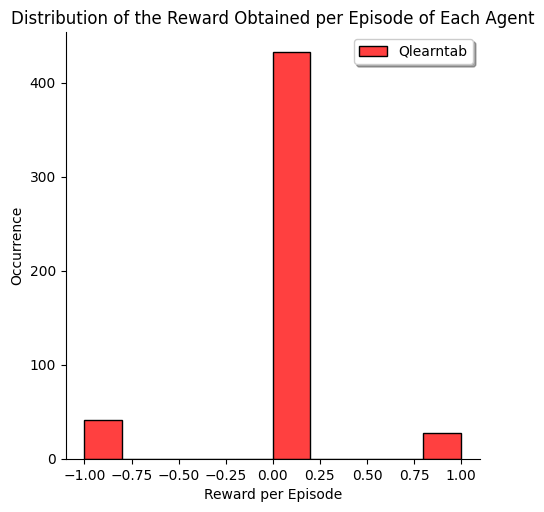 Distribution of the Reward Obtained per Episode of Each Agent
Qlearntab
400
300
200
100
0
Occurrence
−1.00 −0.75 −0.50 −0.25 0.00 0.25 0.50 0.75 1.00
Reward per Episode